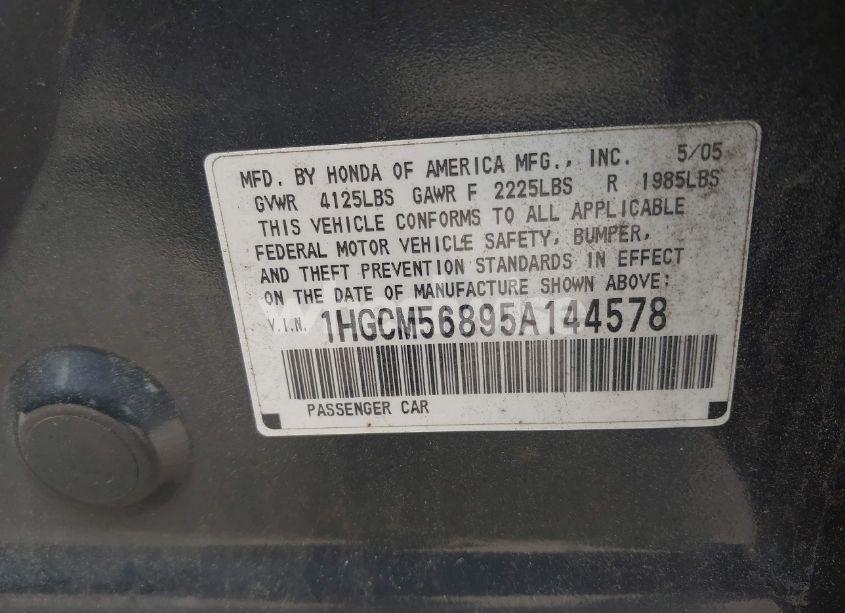 MFD. BY HONDA OF AMERICA MFG., INC. 5/05
GVWR 4125LBS GAWR F 2225LBS R 1985LBS
THIS VEHICLE CONFORMS TO ALL APPLICABLE
FEDERAL MOTOR VEHICLE SAFETY, BUMPER,
AND THEFT PREVENTION STANDARDS IN EFFECT
ON THE DATE OF MANUFACTURE SHOWN ABOVE:
V.I.N. 1HGCM56895A144578
PASSENGER CAR